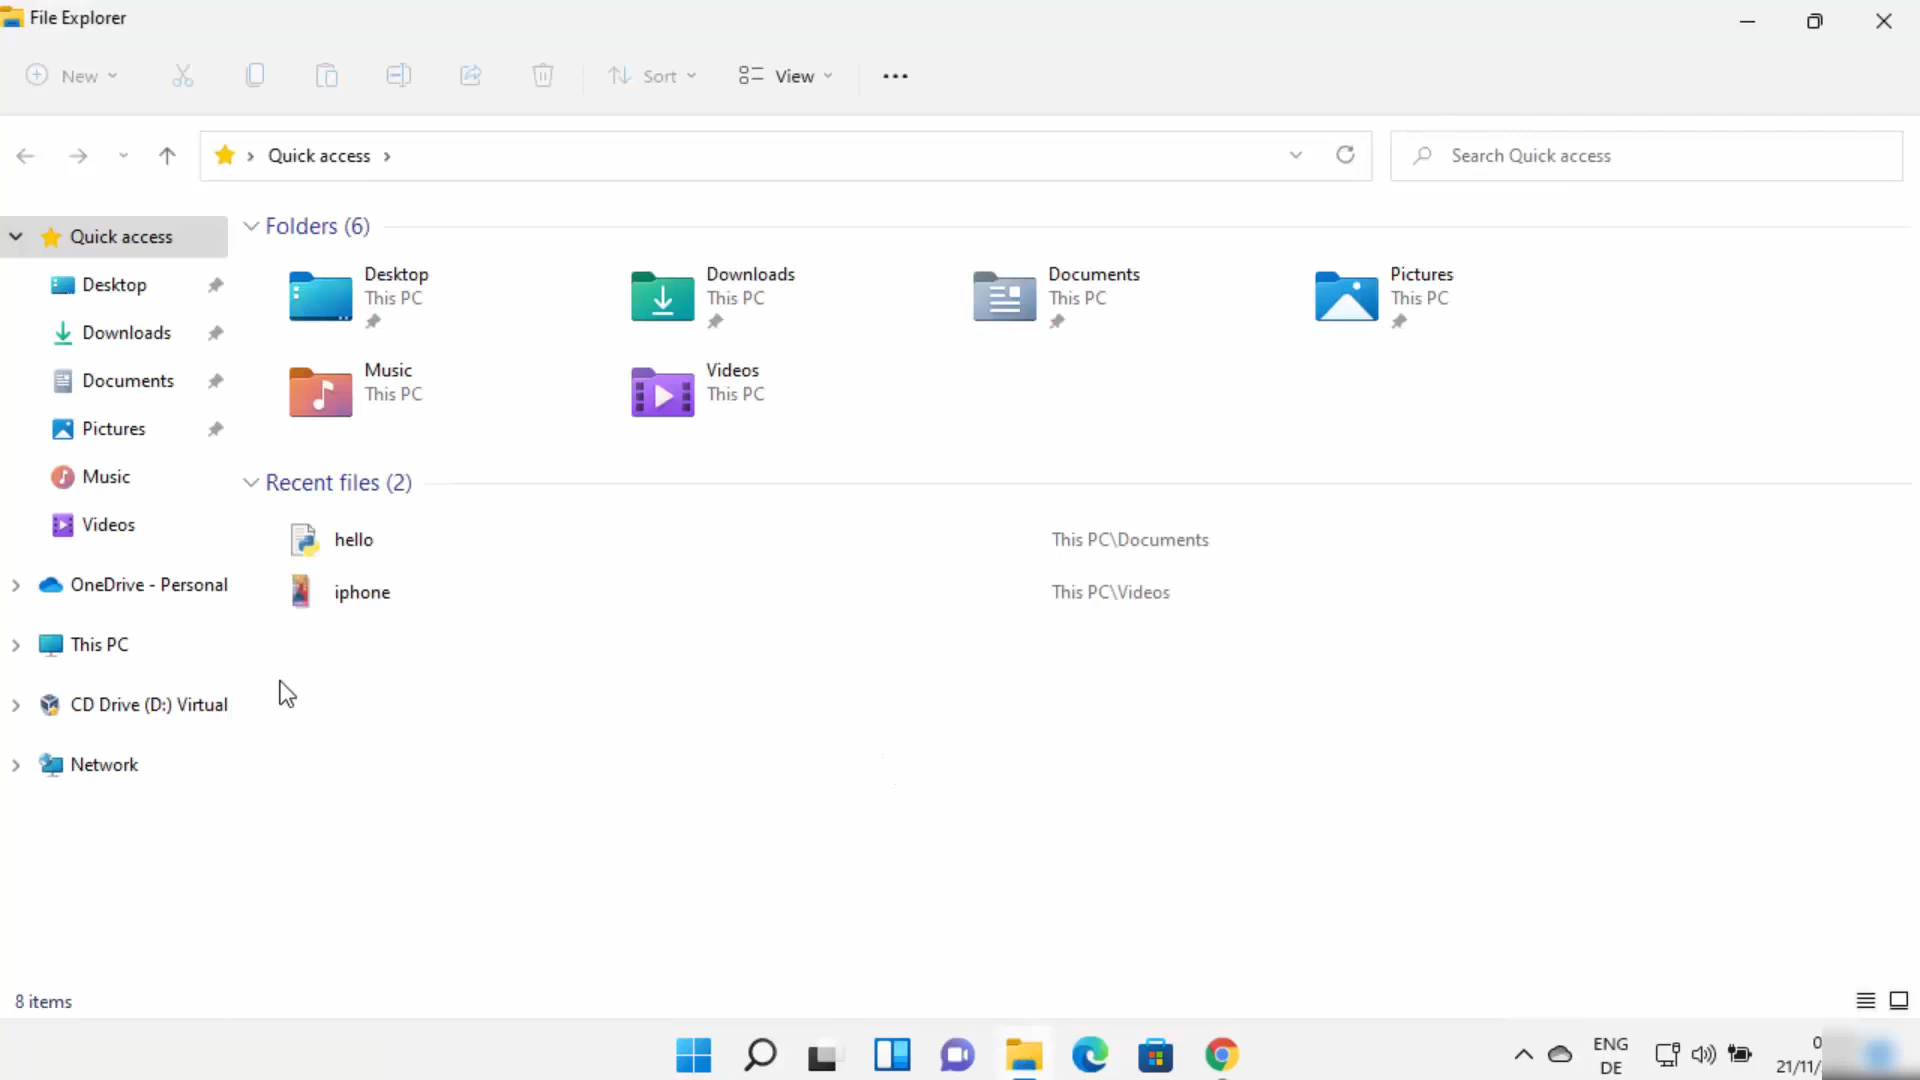 File Explorer
New
Sort
View
Quick access
Search Quick access
Quick access
Desktop
Downloads
Documents
Pictures
Music
Videos
OneDrive - Personal
This PC
CD Drive (D:) Virtual
Network
Folders (6)
Desktop
This PC
Downloads
This PC
Documents
This PC
Pictures
This PC
Music
This PC
Videos
This PC
Recent files (2)
hello
This PC\Documents
iphone
This PC\Videos
8 items
ENG
DE
0
21/11/